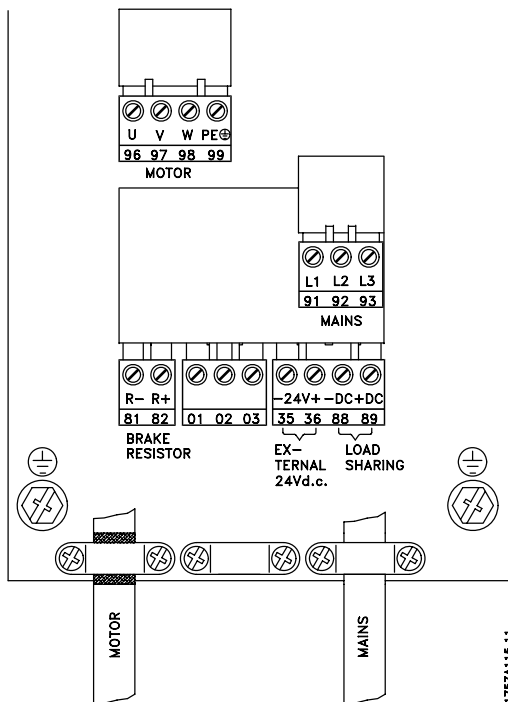 U V W PE
96 97 98 99
MOTOR
L1 L2 L3
91 92 93
MAINS
R- R+
81 82
BRAKE
RESISTOR
01 02 03
-24V+ -DC+DC
35 36 88 89
EX-
TERNAL
24Vd.c.
LOAD
SHARING
MOTOR
MAINS